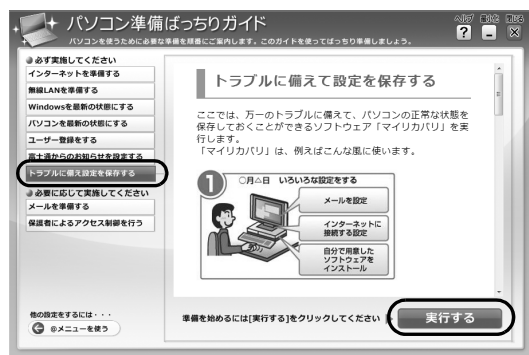 パソコン準備ばっちりガイド
パソコンを使うために必要な準備を順番にご案内します。このガイドを使ってばっちり準備しましょう。
ヘルプ 最小化 閉じる
?
必ず実施してください
インターネットを準備する
無線LANを準備する
Windowsを最新の状態にする
パソコンを最新の状態にする
ユーザー登録をする
富士通からのお知らせを設定する
トラブルに備え設定を保存する
必要に応じて実施してください
メールを準備する
保護者によるアクセス制御を行う
他の設定をするには・・・
@メニューを使う
トラブルに備えて設定を保存する
ここでは、万一のトラブルに備えて、パソコンの正常な状態を
保存しておくことができるソフトウェア「マイリカバリ」を実
行します。
「マイリカバリ」は、例えばこんな風に使います。
1
○月△日 いろいろな設定をする
メールを設定
インターネットに
接続する設定
自分で用意した
ソフトウェアを
インストール
準備を始めるには[実行する]をクリックしてください
実行する